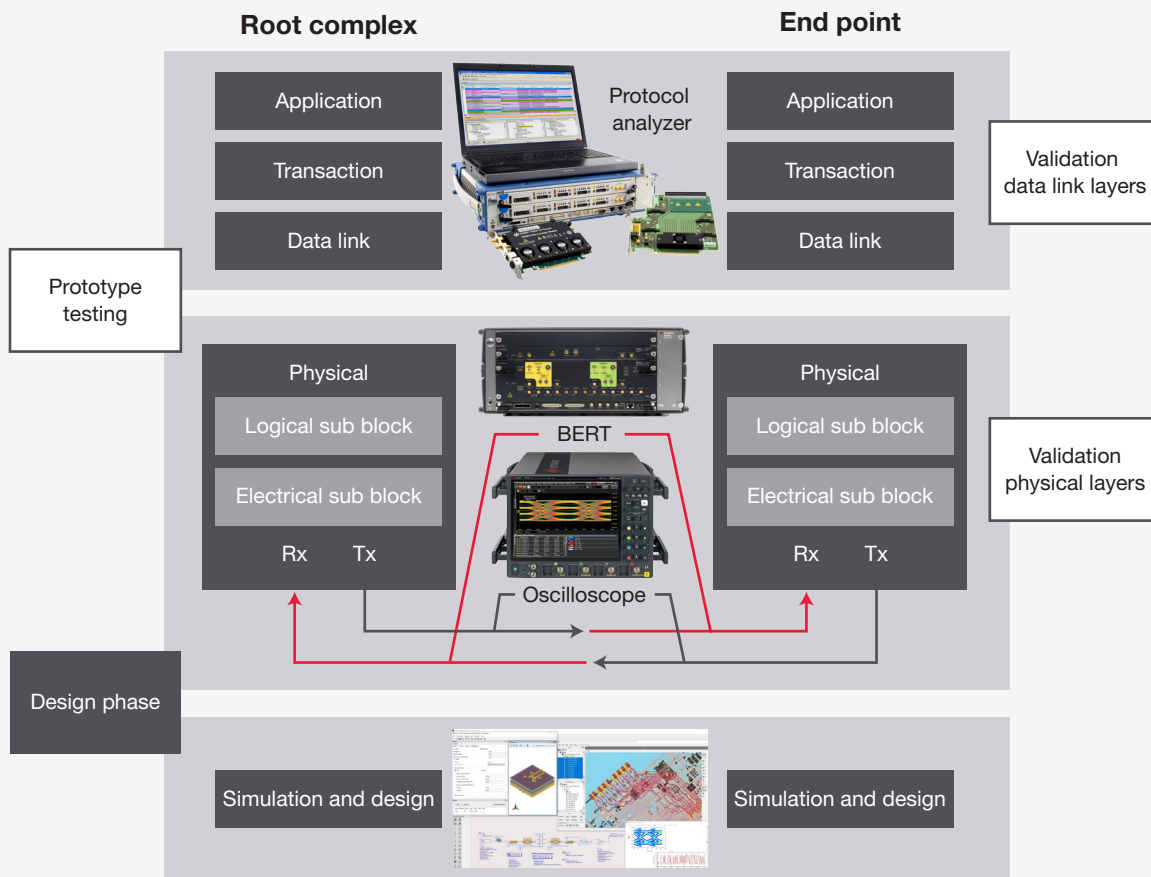 Root complex
End point
Application
Protocol
analyzer
Application
Transaction
Transaction
Data link
Data link
Validation
data link layers
Prototype
testing
Physical
Physical
Logical sub block
BERT
Logical sub block
Electrical sub block
Electrical sub block
Validation
physical layers
Rx Tx
Rx Tx
Oscilloscope
Design phase
Simulation and design
Simulation and design